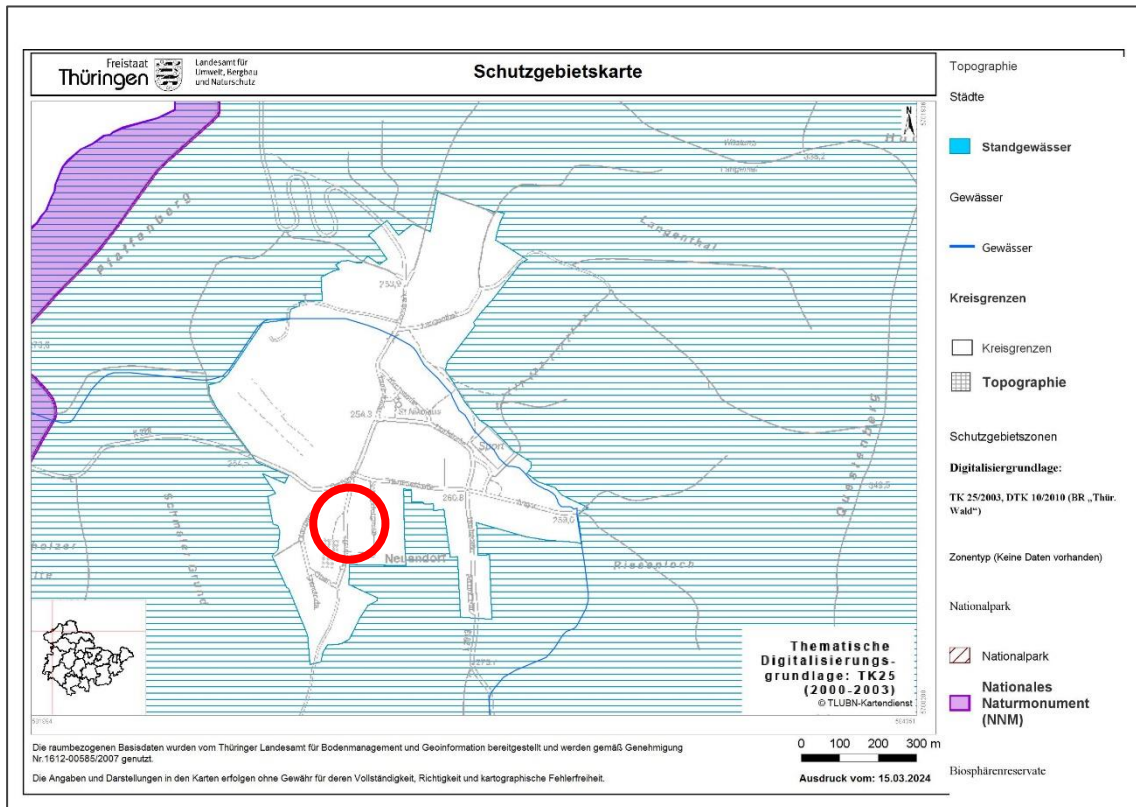 Freistaat
Thüringen
Landesamt für
Umwelt, Bergbau
und Naturschutz
Schutzgebietskarte
N
Pfaffenberg
Langenthal
253,9
254,3
St Nikolaus
Sport
260,8
259,0
Neuendorf
Riesenloch
Questenberg
Schmaler Grund
Thematische
Digitalisierungs-
grundlage: TK25
(2000-2003)
© TLUBN-Kartendienst
Die raumbezogenen Basisdaten wurden vom Thüringer Landesamt für Bodenmanagement und Geoinformation bereitgestellt und werden gemäß Genehmigung
Nr.1612-00585/2007 genutzt.
Die Angaben und Darstellungen in den Karten erfolgen ohne Gewähr für deren Vollständigkeit, Richtigkeit und kartographische Fehlerfreiheit.
0 100 200 300 m
Ausdruck vom: 15.03.2024
Topographie
Städte
Standgewässer
Gewässer
Gewässer
Kreisgrenzen
Kreisgrenzen
Topographie
Schutzgebietszonen
Digitalisiergrundlage:
TK 25/2003, DTK 10/2010 (BR „Thür.
Wald“)
Zonentyp (Keine Daten vorhanden)
Nationalpark
Nationalpark
Nationales
Naturmonument
(NNM)
Biosphärenreservate